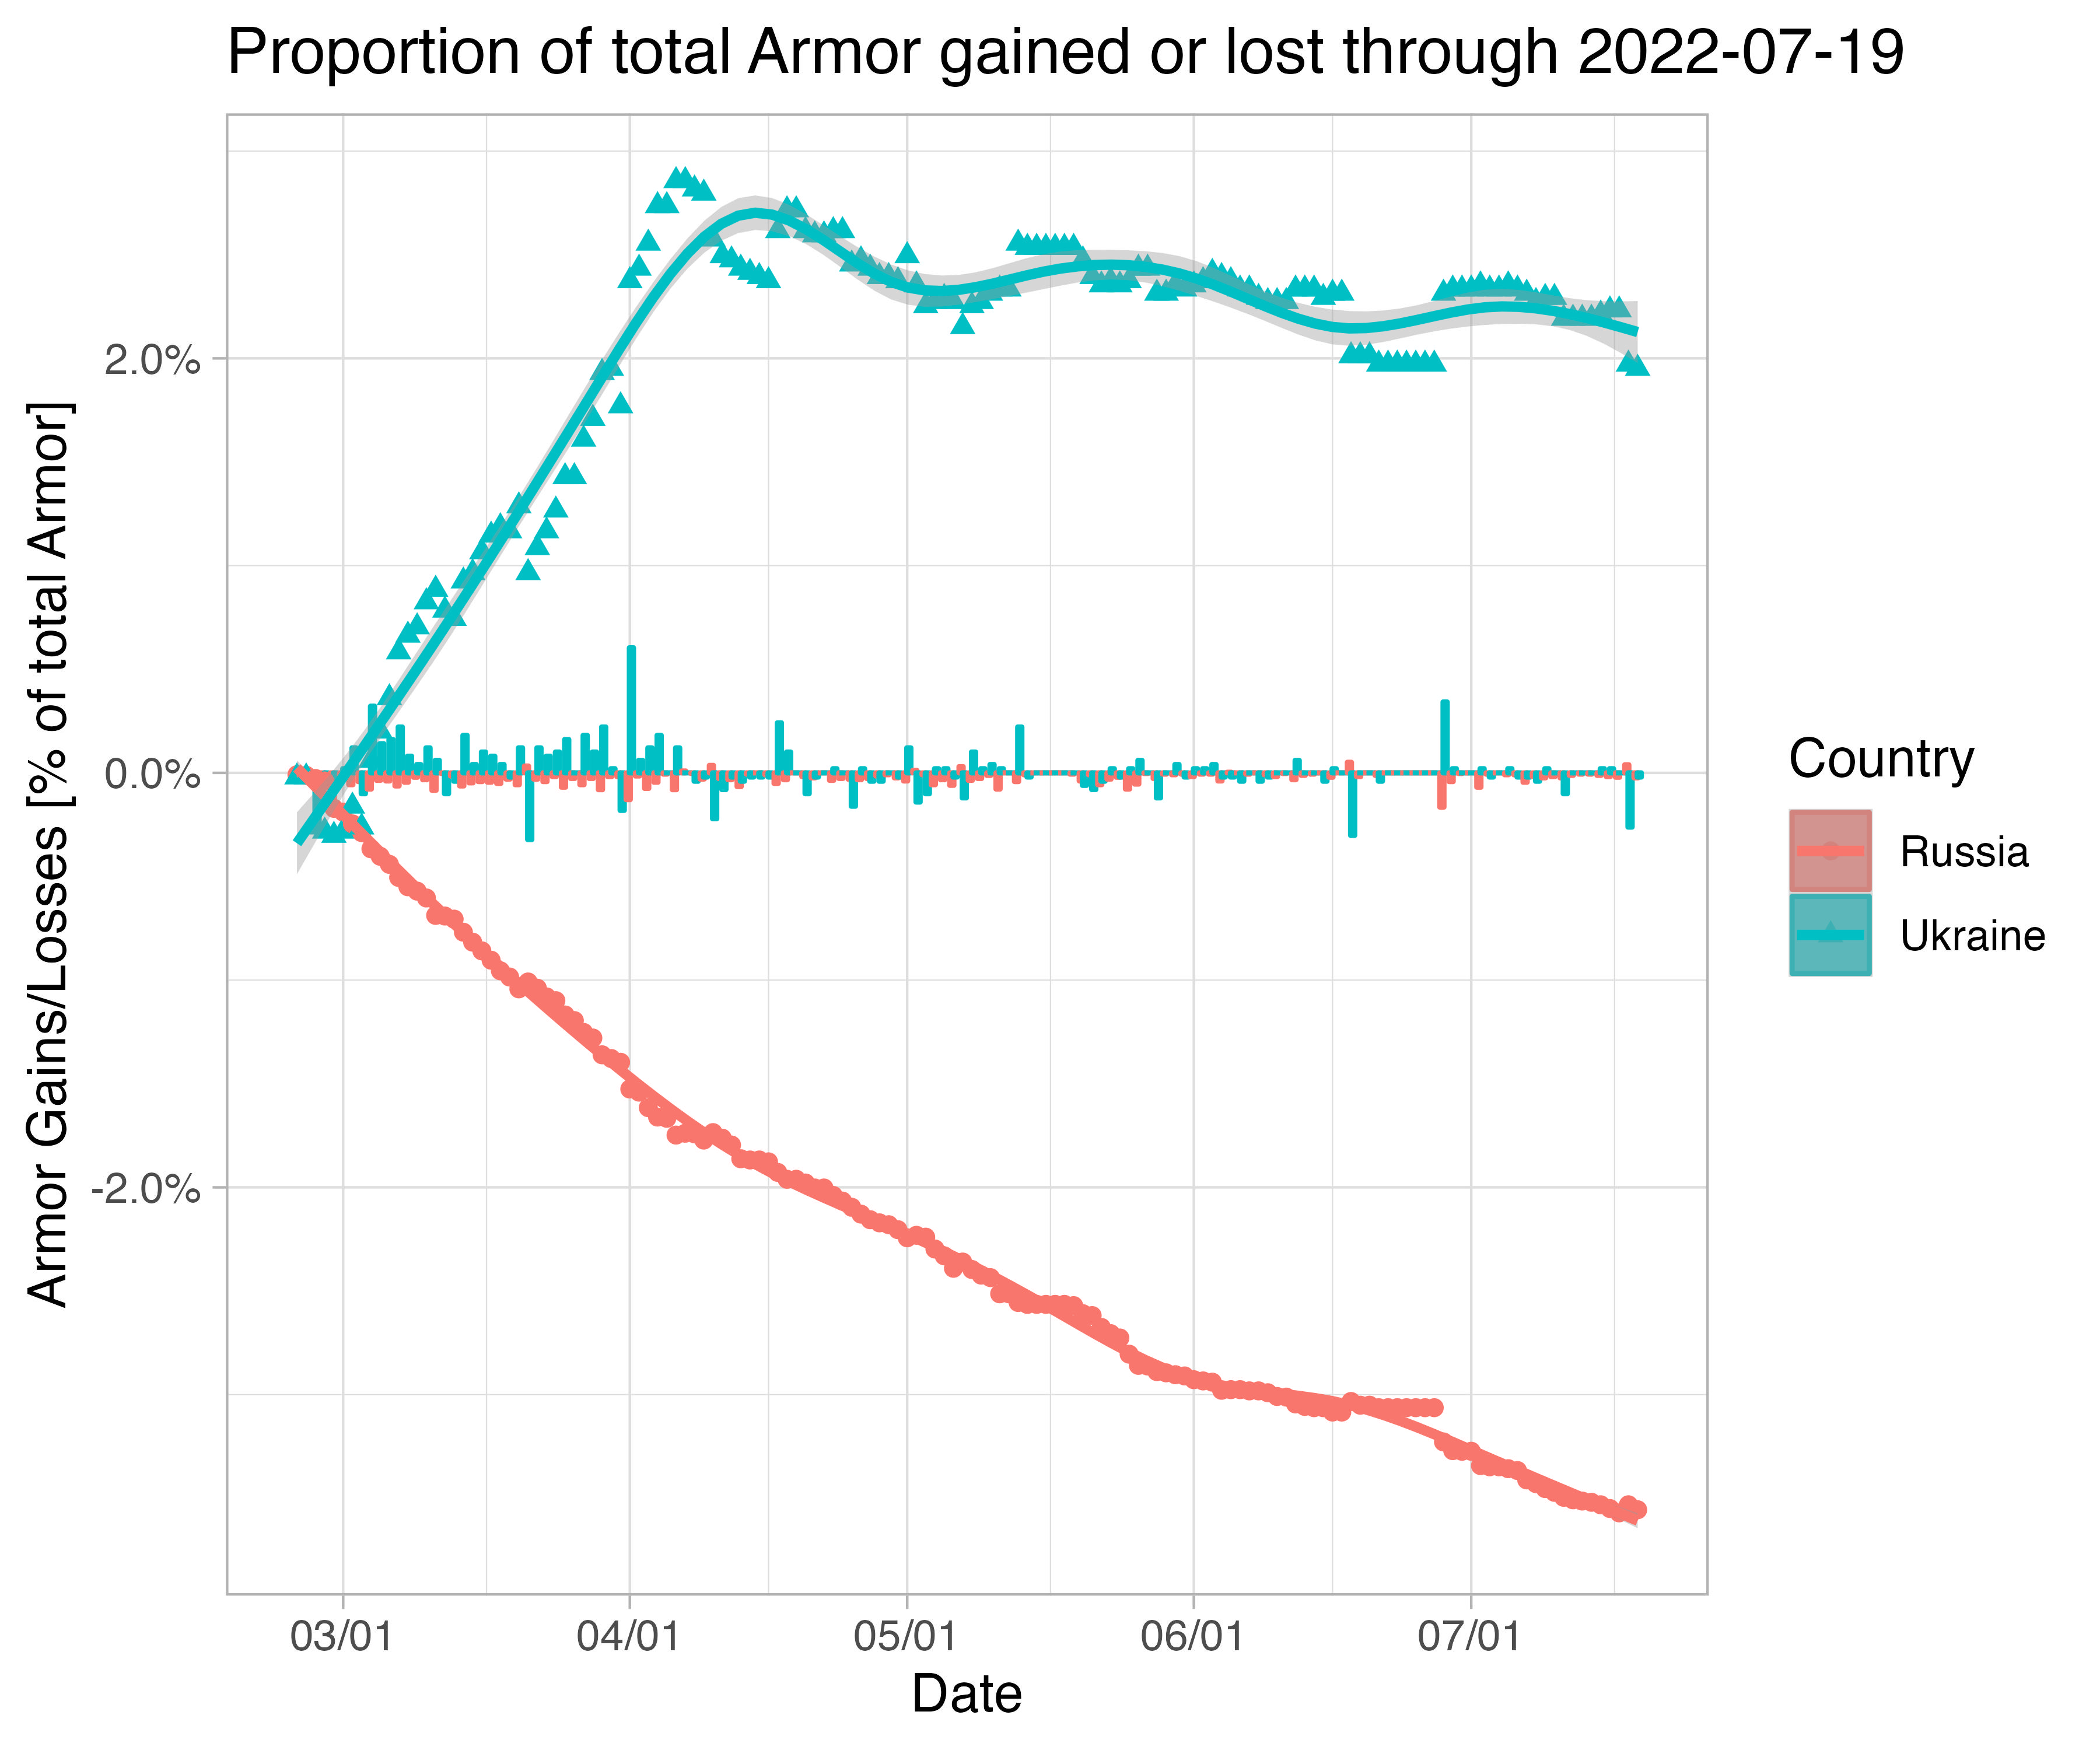 Proportion of total Armor gained or lost through 2022-07-19
Armor Gains/Losses [% of total Armor]
2.0%
0.0%
-2.0%
03/01
04/01
05/01
06/01
07/01
Date
Country
Russia
Ukraine